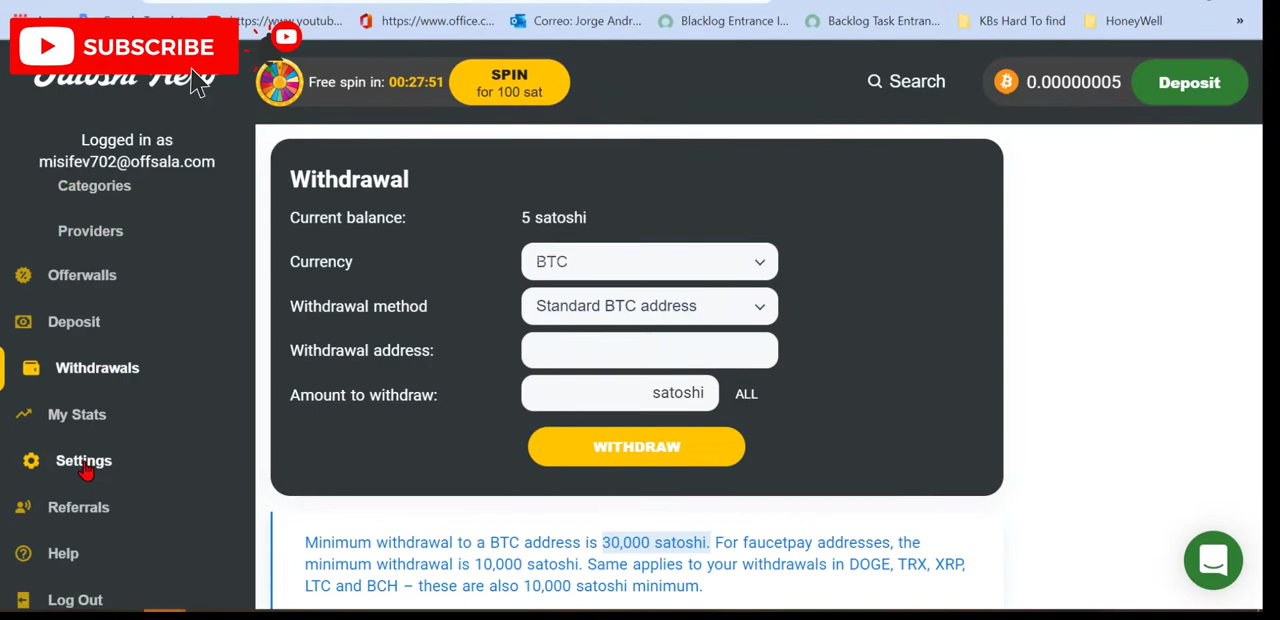 https://www.youtub...
https://www.office.c...
Correo: Jorge Andr...
Blacklog Entrance I...
Backlog Task Entran...
KBs Hard To find
HoneyWell
»
SUBSCRIBE
Free spin in: 00:27:51
SPIN
for 100 sat
Search
0.00000005
Deposit
Logged in as
misifev702@offsala.com
Categories
Providers
Offerwalls
Deposit
Withdrawals
My Stats
Settings
Referrals
Help
Log Out
Withdrawal
Current balance: 5 satoshi
Currency BTC
Withdrawal method Standard BTC address
Withdrawal address:
Amount to withdraw: satoshi ALL
WITHDRAW
Minimum withdrawal to a BTC address is 30,000 satoshi. For faucetpay addresses, the
minimum withdrawal is 10,000 satoshi. Same applies to your withdrawals in DOGE, TRX, XRP,
LTC and BCH – these are also 10,000 satoshi minimum.